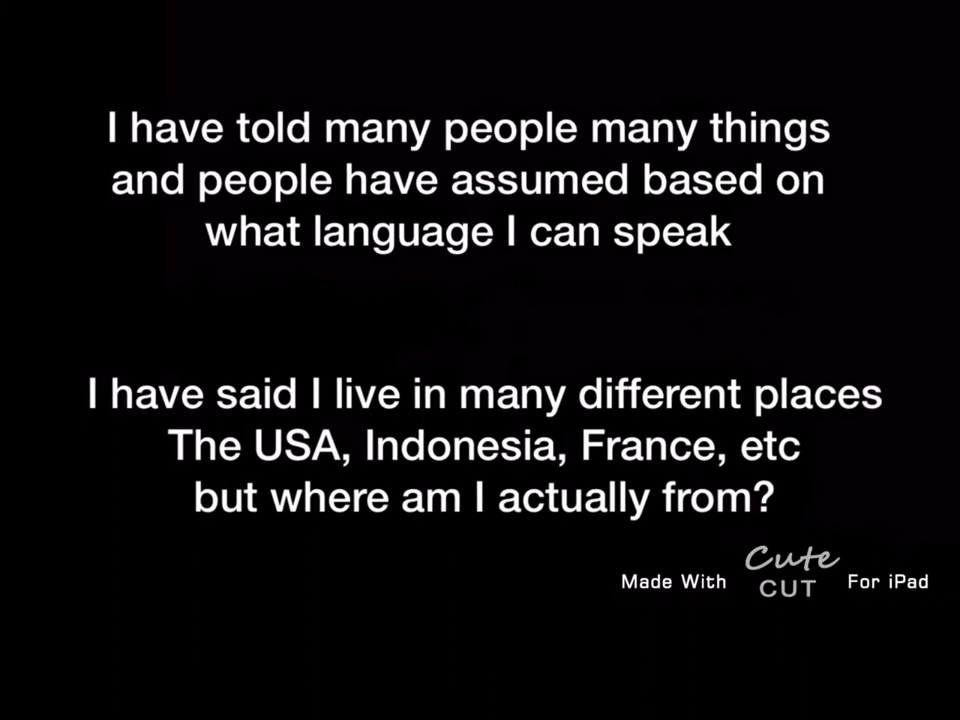 I have told many people many things
and people have assumed based on
what language I can speak
I have said I live in many different places
The USA, Indonesia, France, etc
but where am I actually from?
Made With Cute CUT For iPad